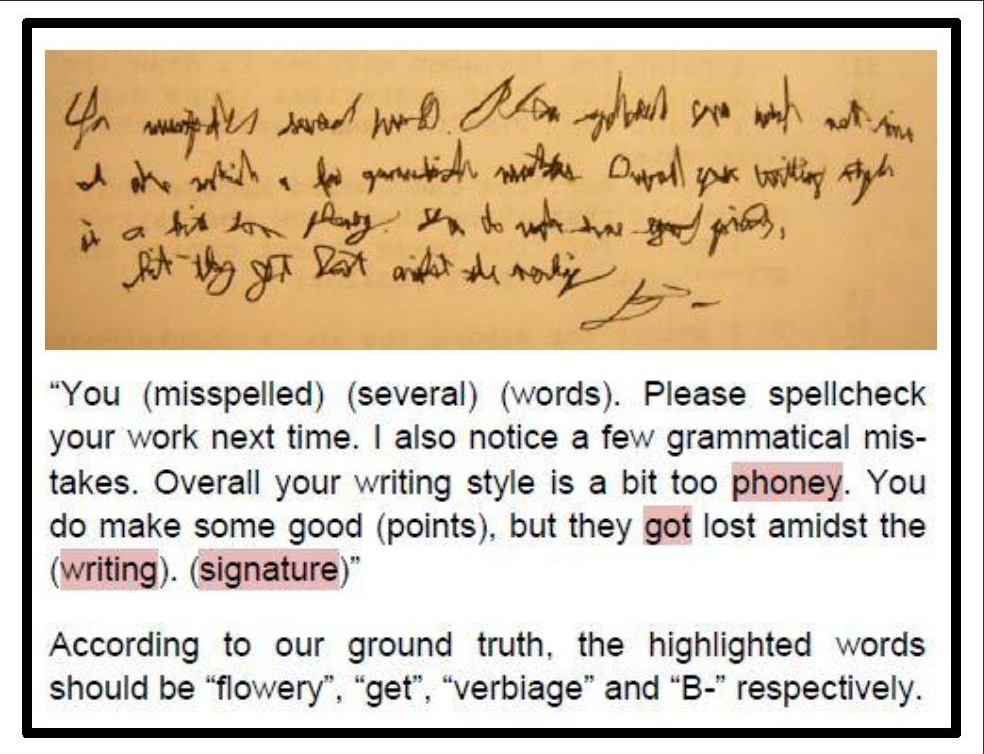 You misspelled several words. Please spellcheck your work next time.
I also notice a few grammatical mistakes. Overall your writing style
is a bit too flowery. You do make some good points,
but they get lost amidst the verbiage.
B-
“You (misspelled) (several) (words). Please spellcheck
your work next time. I also notice a few grammatical mis-
takes. Overall your writing style is a bit too phoney. You
do make some good (points), but they got lost amidst the
(writing). (signature)”
According to our ground truth, the highlighted words
should be “flowery”, “get”, “verbiage” and “B-” respectively.